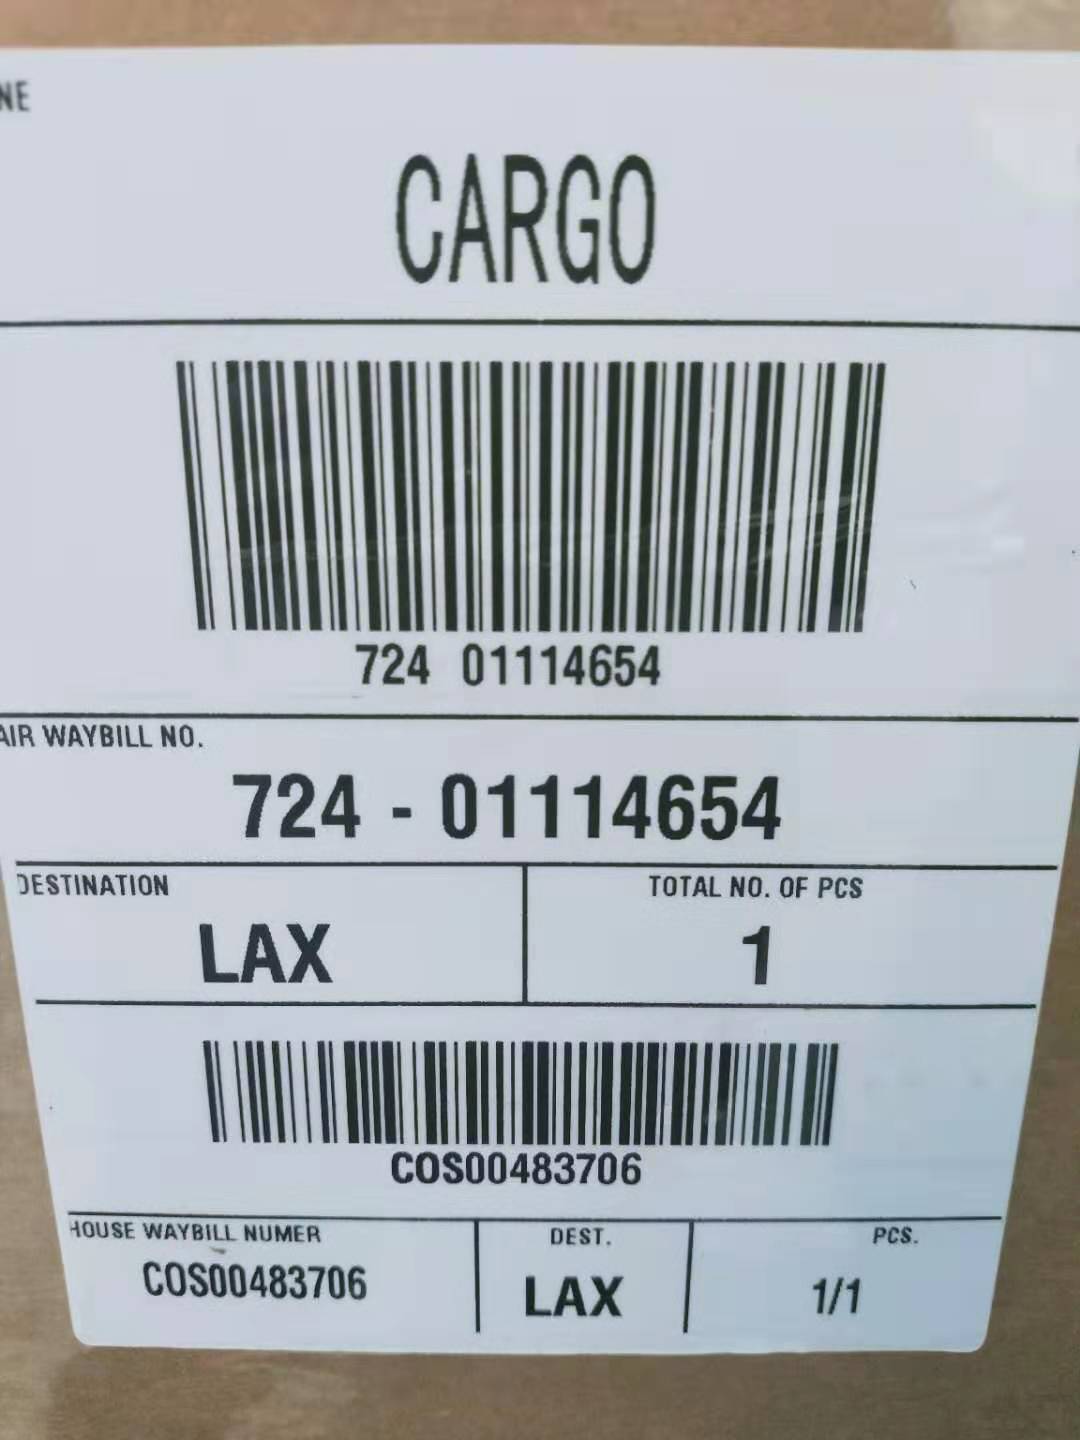 NE
CARGO
724 01114654
AIR WAYBILL NO.
724 - 01114654
DESTINATION
TOTAL NO. OF PCS
LAX
1
COS00483706
HOUSE WAYBILL NUMER
DEST.
PCS.
COS00483706
LAX
1/1